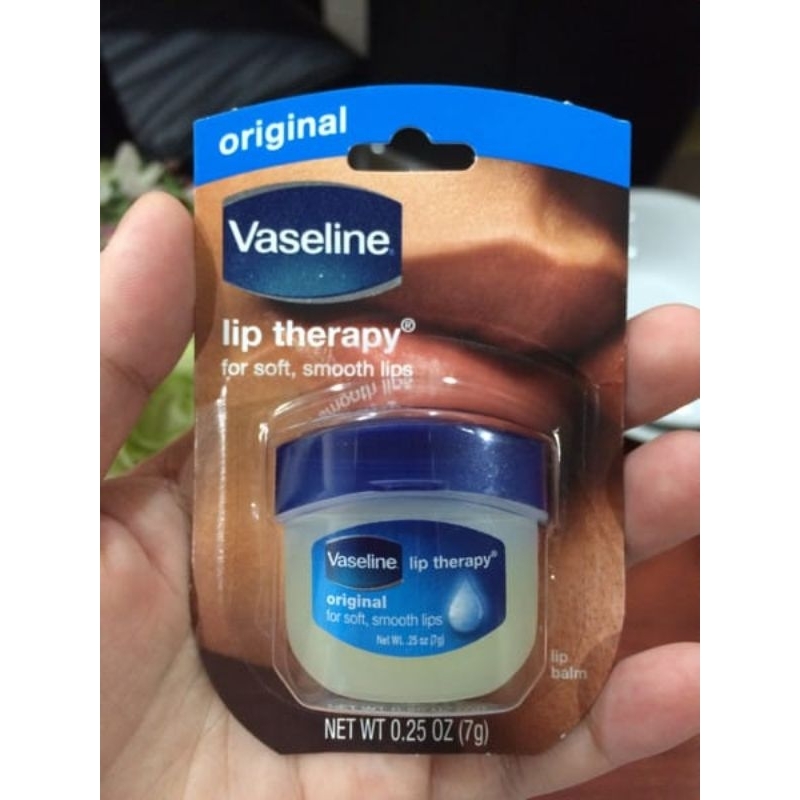 original
Vaseline®
lip therapy®
for soft, smooth lips
Vaseline lip therapy®
original
for soft, smooth lips
Net Wt. .25 oz (7g)
lip
balm
NET WT 0.25 OZ (7g)